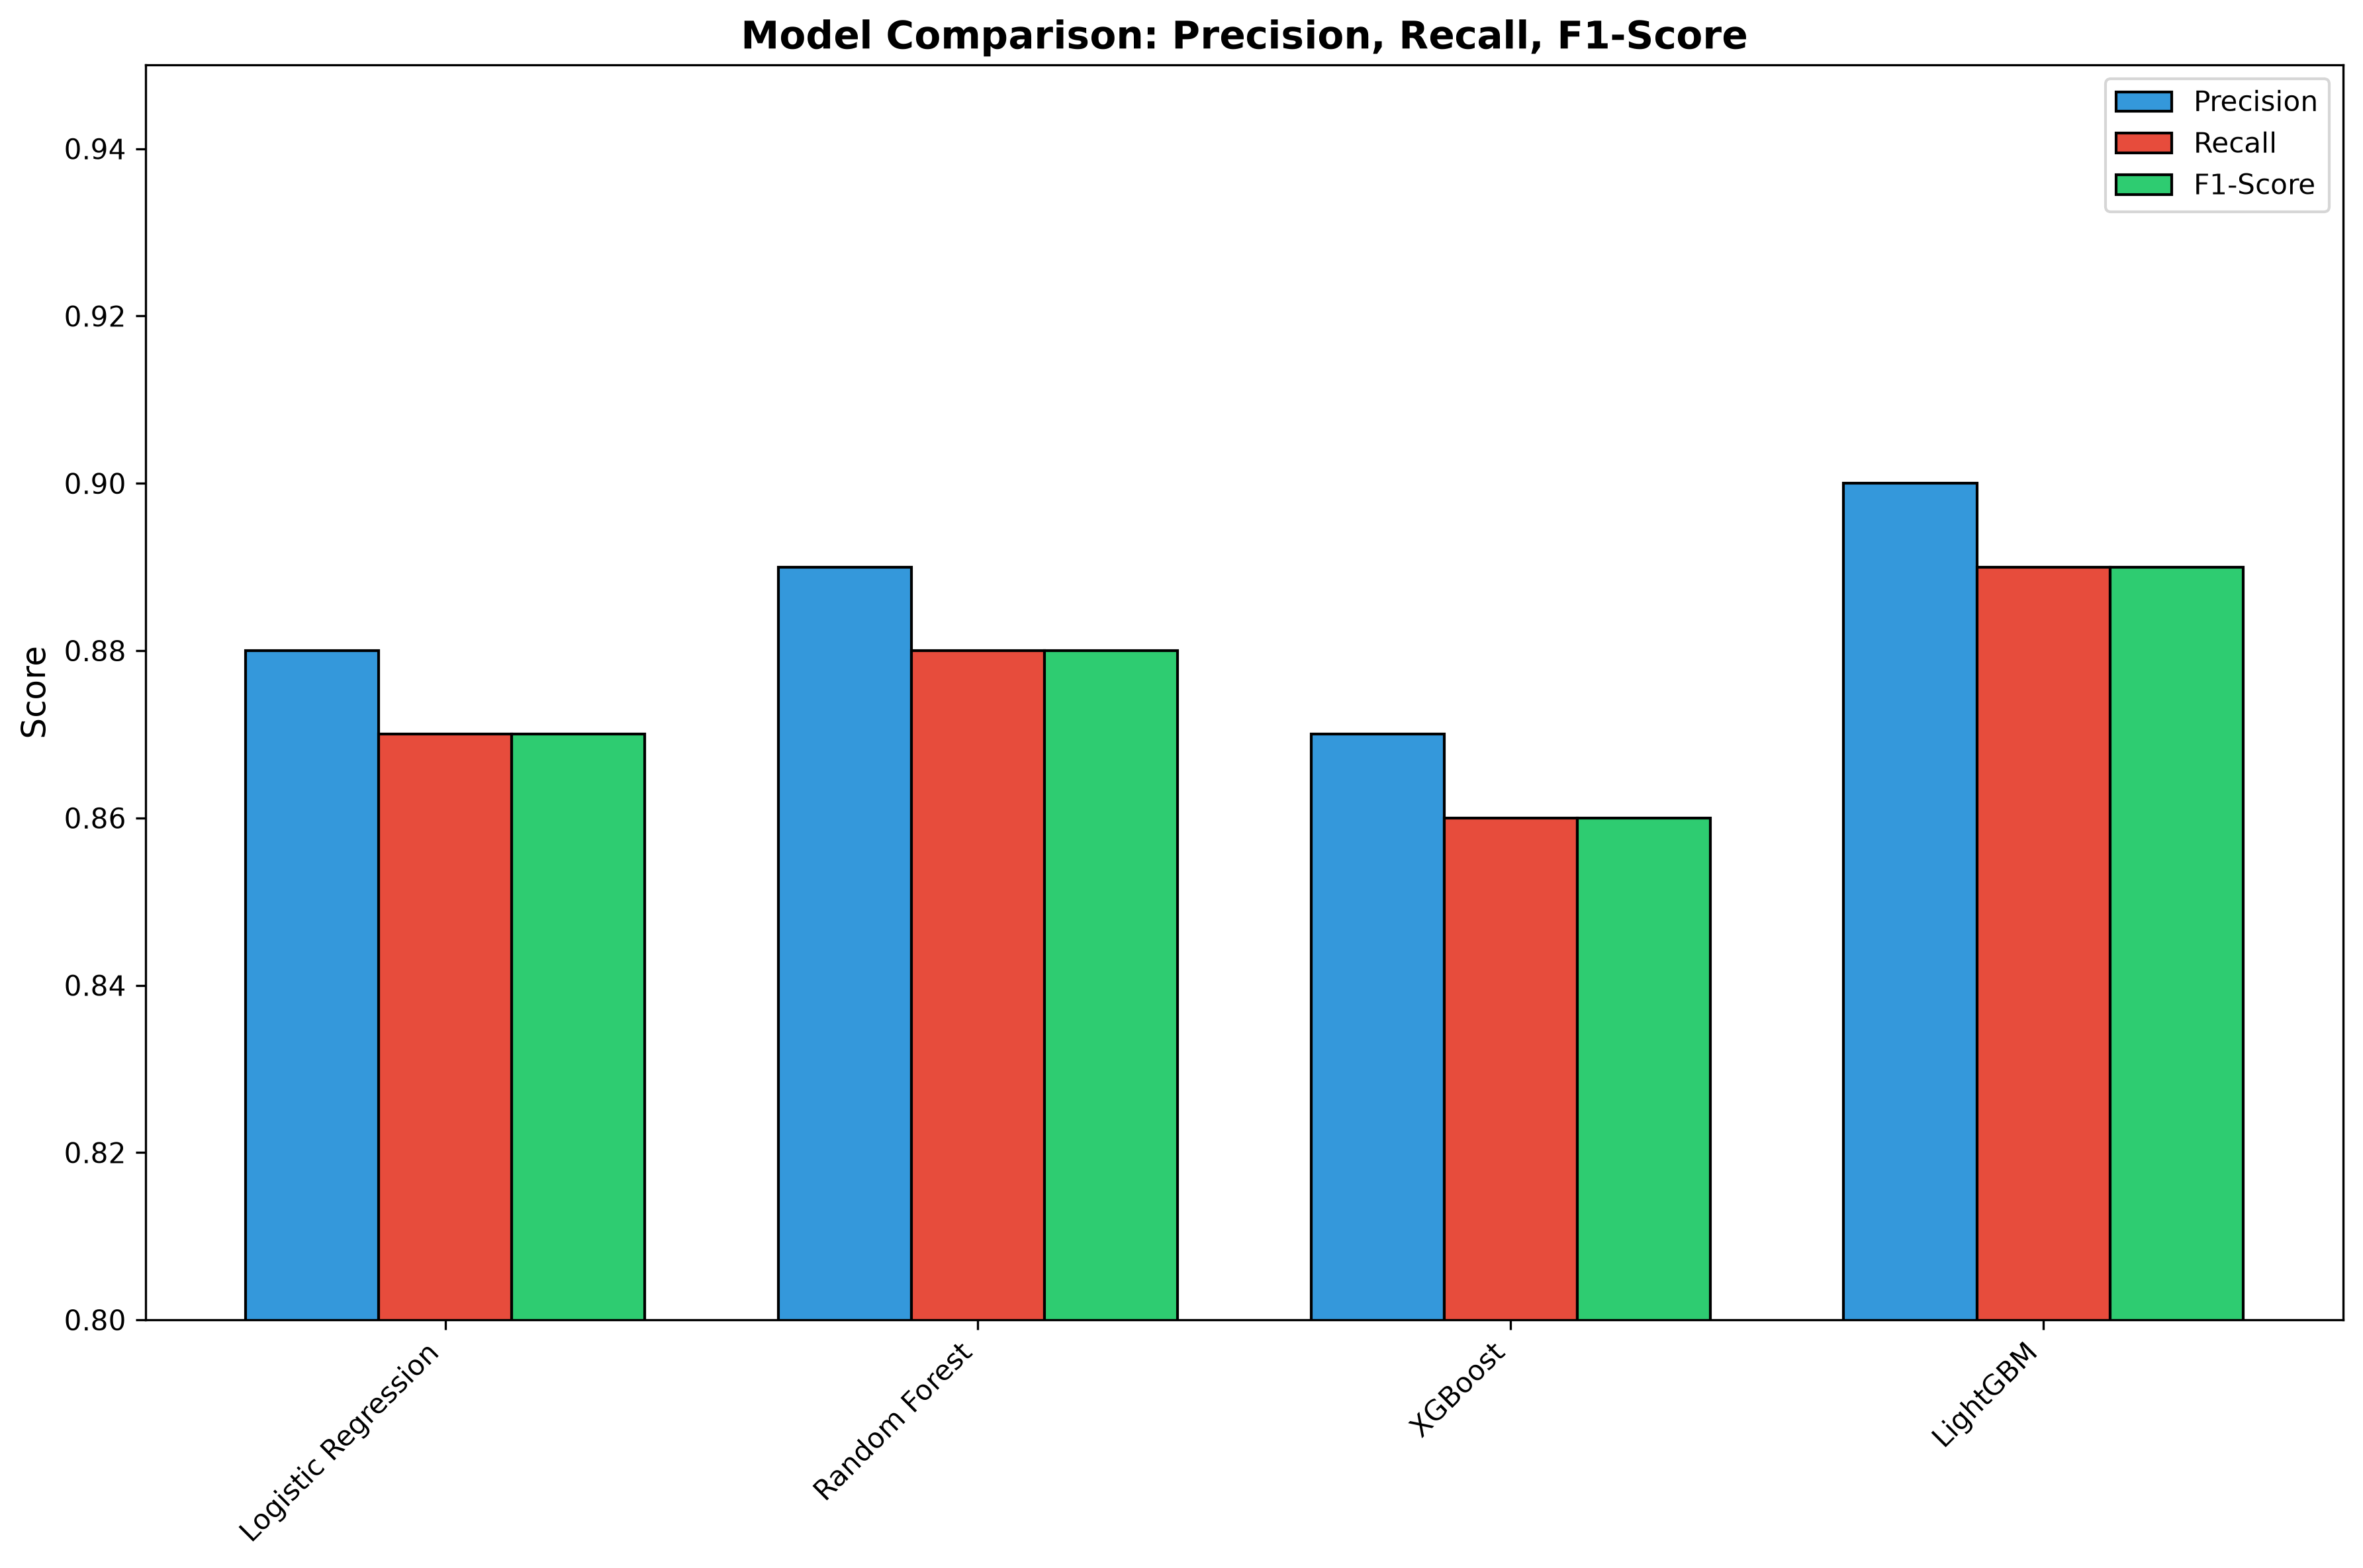 Model Comparison: Precision, Recall, F1-Score
Precision
Recall
F1-Score
0.94
0.92
0.90
0.88
0.86
0.84
0.82
0.80
Score
Logistic Regression
Random Forest
XGBoost
LightGBM